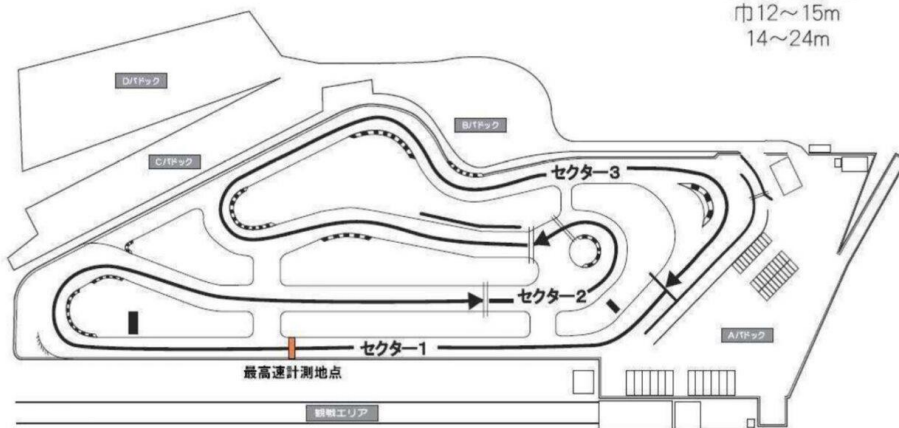 巾12～15m
14～24m
Dパドック
Bパドック
Cパドック
セクター3
セクター2
Aパドック
セクター1
最高速計測地点
観戦エリア